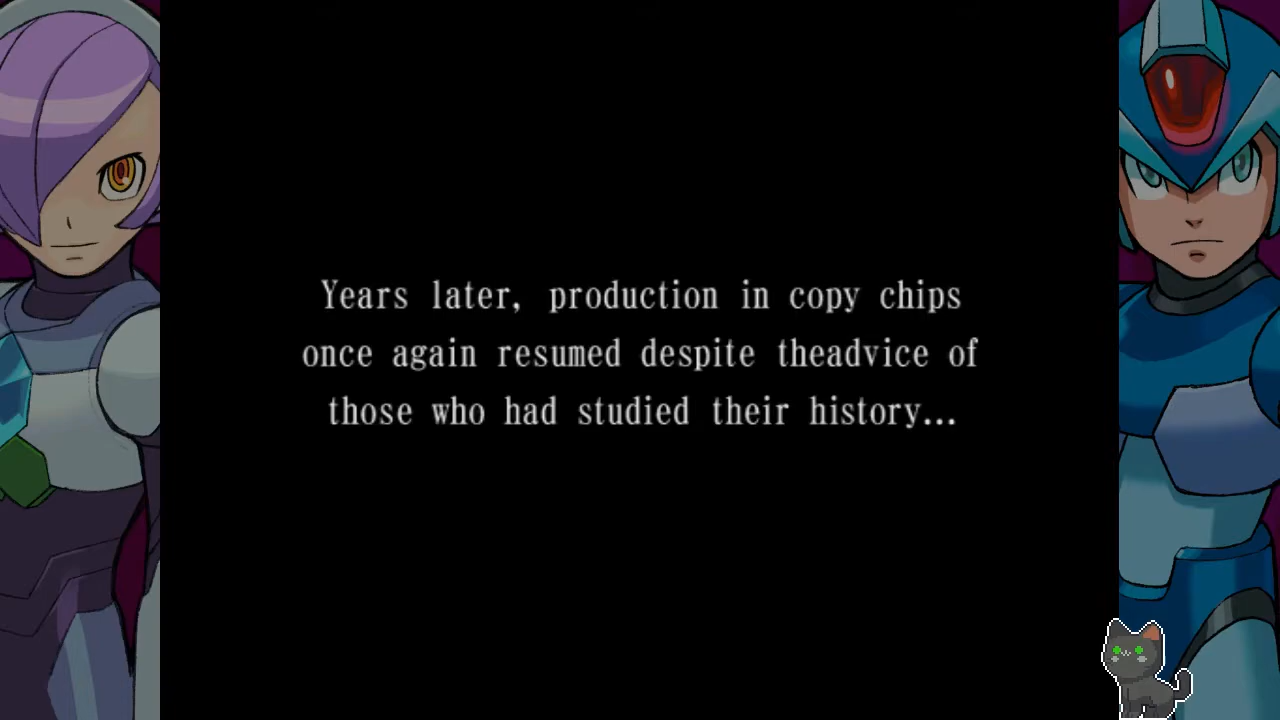 Years later, production in copy chips
once again resumed despite theadvice of
those who had studied their history...